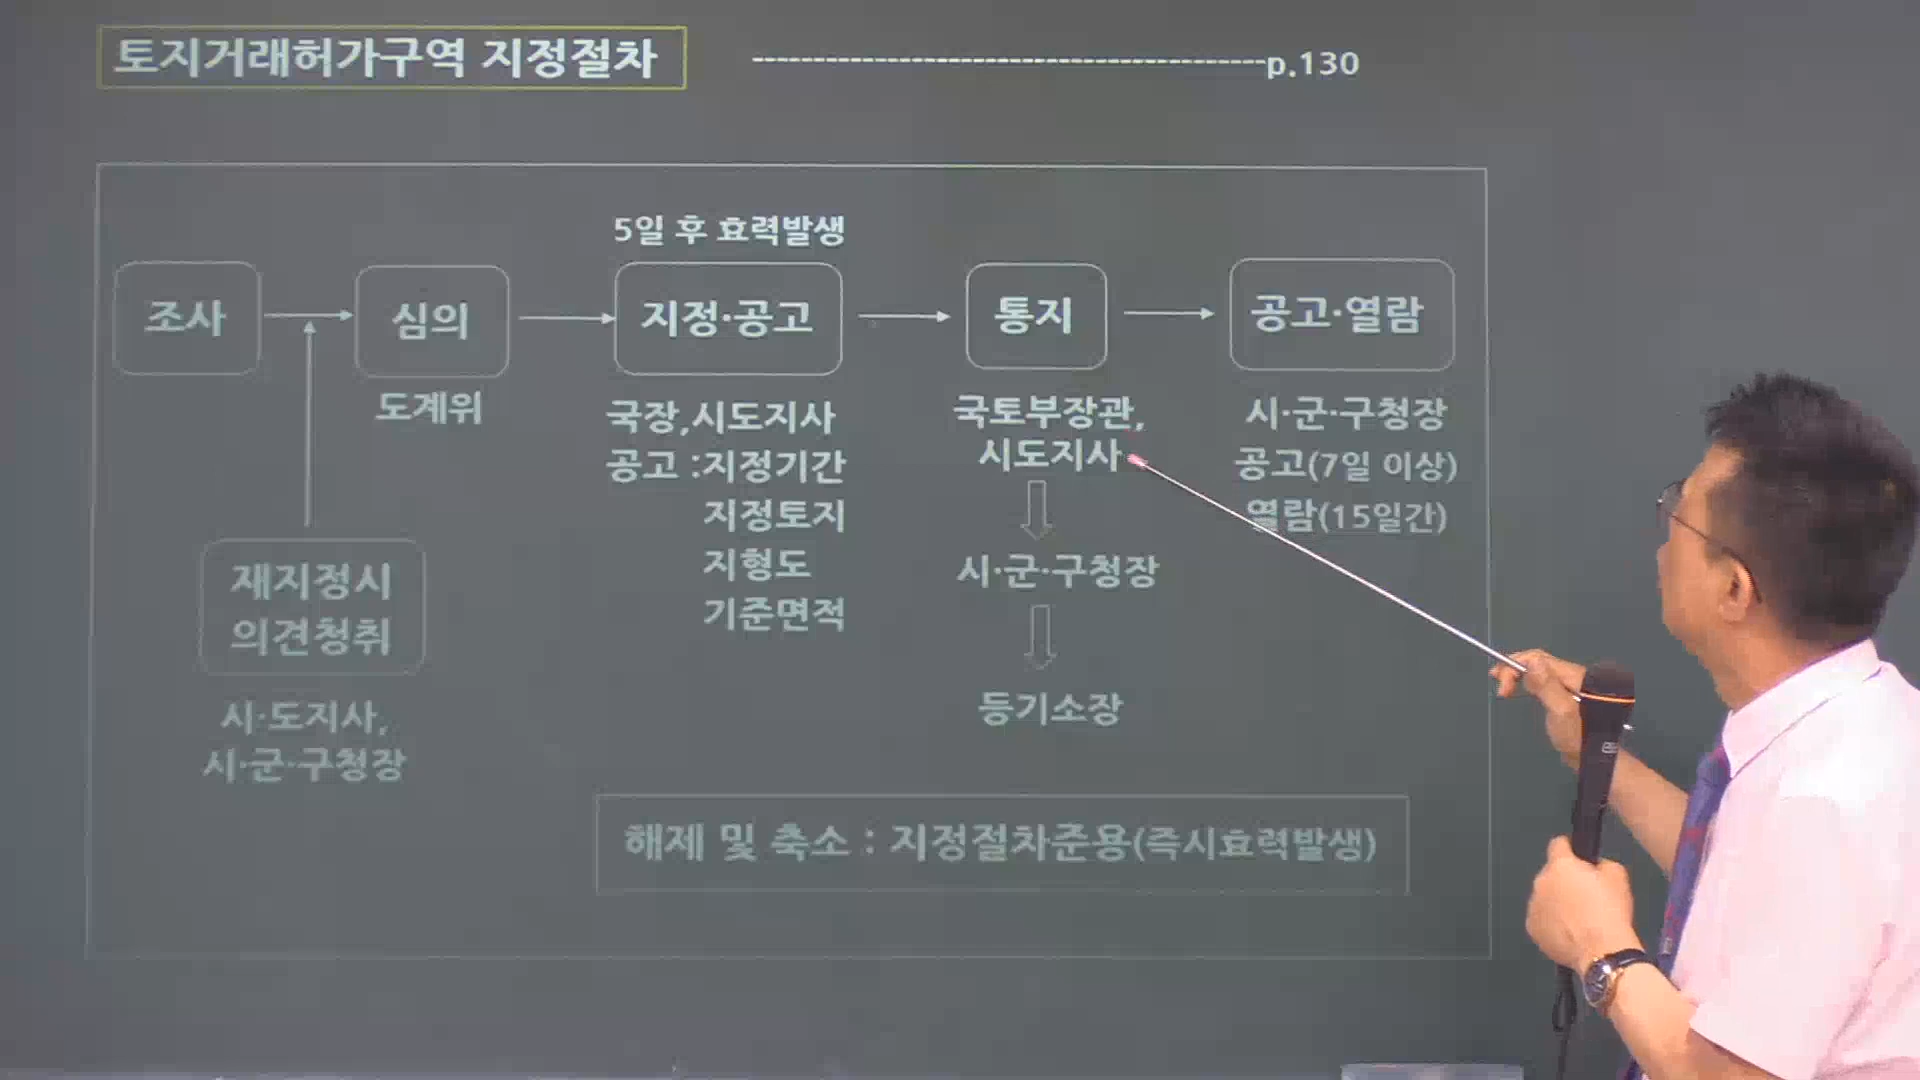 토지거래허가구역 지정절차 ----------------------------------------p.130
5일 후 효력발생
조사
심의
지정·공고
통지
공고·열람
도계위
국장,시도지사
공고 :지정기간
지정토지
지형도
기준면적
국토부장관,
시도지사
시·군·구청장
등기소장
시·군·구청장
공고(7일 이상)
열람(15일간)
재지정시
의견청취
시·도지사,
시·군·구청장
해제 및 축소 : 지정절차준용(즉시효력발생)